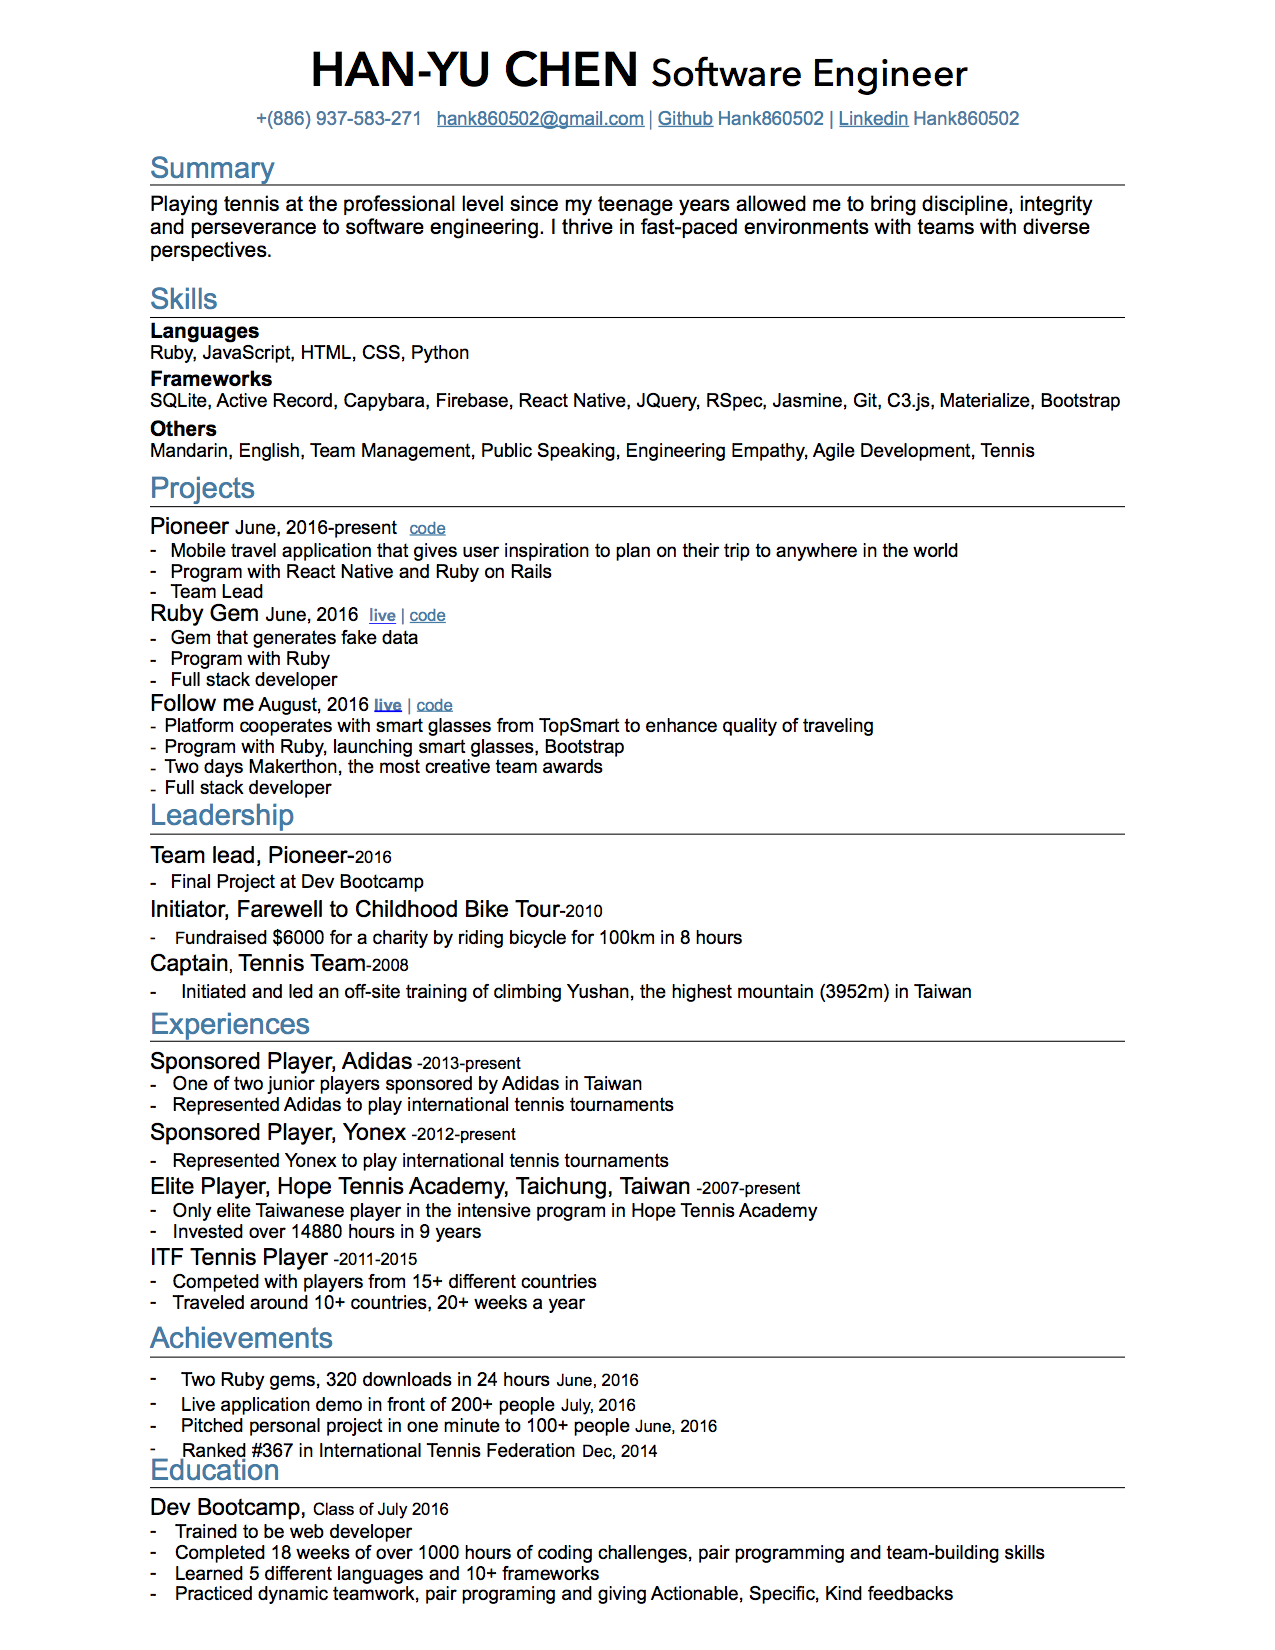 HAN-YU CHEN Software Engineer
+(886) 937-583-271 hank860502@gmail.com | Github Hank860502 | Linkedin Hank860502
Summary
Playing tennis at the professional level since my teenage years allowed me to bring discipline, integrity
and perseverance to software engineering. I thrive in fast-paced environments with teams with diverse
perspectives.
Skills
Languages
Ruby, JavaScript, HTML, CSS, Python
Frameworks
SQLite, Active Record, Capybara, Firebase, React Native, JQuery, RSpec, Jasmine, Git, C3.js, Materialize, Bootstrap
Others
Mandarin, English, Team Management, Public Speaking, Engineering Empathy, Agile Development, Tennis
Projects
Pioneer June, 2016-present code
- Mobile travel application that gives user inspiration to plan on their trip to anywhere in the world
- Program with React Native and Ruby on Rails
- Team Lead
Ruby Gem June, 2016 live | code
- Gem that generates fake data
- Program with Ruby
- Full stack developer
Follow me August, 2016 live | code
- Platform cooperates with smart glasses from TopSmart to enhance quality of traveling
- Program with Ruby, launching smart glasses, Bootstrap
- Two days Makerthon, the most creative team awards
- Full stack developer
Leadership
Team lead, Pioneer-2016
- Final Project at Dev Bootcamp
Initiator, Farewell to Childhood Bike Tour-2010
- Fundraised $6000 for a charity by riding bicycle for 100km in 8 hours
Captain, Tennis Team-2008
- Initiated and led an off-site training of climbing Yushan, the highest mountain (3952m) in Taiwan
Experiences
Sponsored Player, Adidas -2013-present
- One of two junior players sponsored by Adidas in Taiwan
- Represented Adidas to play international tennis tournaments
Sponsored Player, Yonex -2012-present
- Represented Yonex to play international tennis tournaments
Elite Player, Hope Tennis Academy, Taichung, Taiwan -2007-present
- Only elite Taiwanese player in the intensive program in Hope Tennis Academy
- Invested over 14880 hours in 9 years
ITF Tennis Player -2011-2015
- Competed with players from 15+ different countries
- Traveled around 10+ countries, 20+ weeks a year
Achievements
- Two Ruby gems, 320 downloads in 24 hours June, 2016
- Live application demo in front of 200+ people July, 2016
- Pitched personal project in one minute to 100+ people June, 2016
- Ranked #367 in International Tennis Federation Dec, 2014
Education
Dev Bootcamp, Class of July 2016
- Trained to be web developer
- Completed 18 weeks of over 1000 hours of coding challenges, pair programming and team-building skills
- Learned 5 different languages and 10+ frameworks
- Practiced dynamic teamwork, pair programing and giving Actionable, Specific, Kind feedbacks